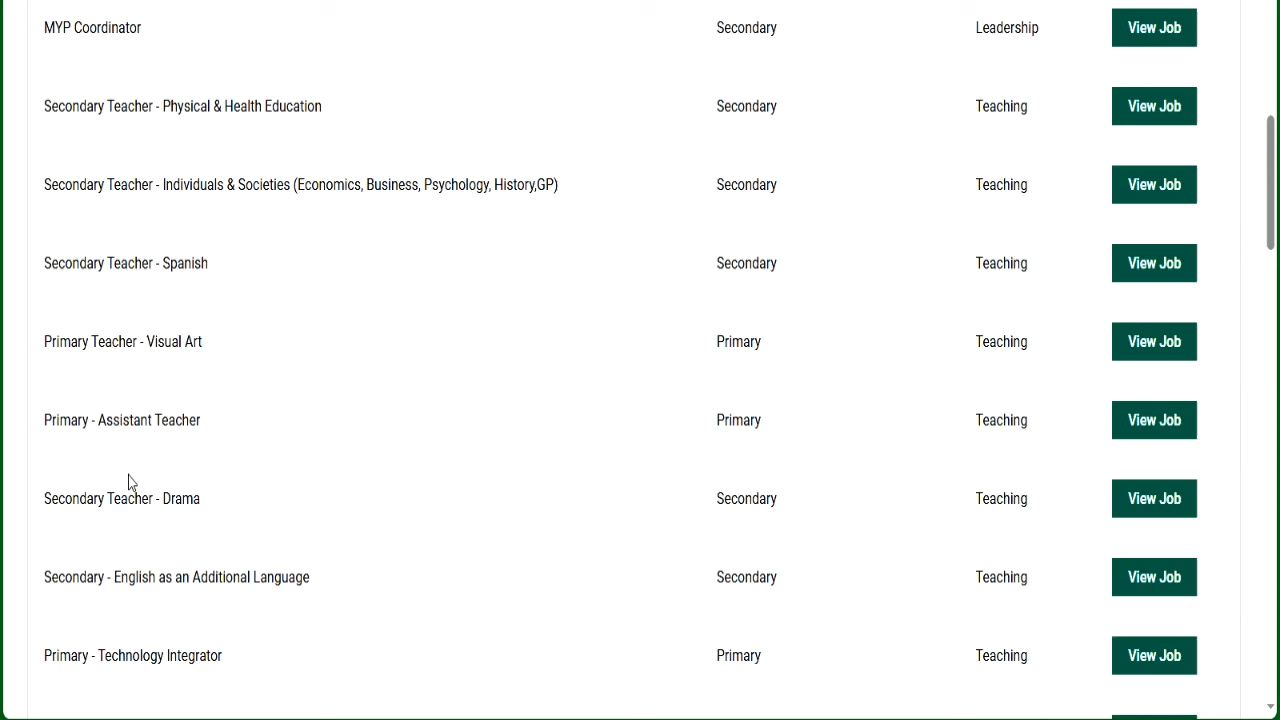 MYP Coordinator Secondary Leadership View Job
Secondary Teacher - Physical & Health Education Secondary Teaching View Job
Secondary Teacher - Individuals & Societies (Economics, Business, Psychology, History,GP) Secondary Teaching View Job
Secondary Teacher - Spanish Secondary Teaching View Job
Primary Teacher - Visual Art Primary Teaching View Job
Primary - Assistant Teacher Primary Teaching View Job
Secondary Teacher - Drama Secondary Teaching View Job
Secondary - English as an Additional Language Secondary Teaching View Job
Primary - Technology Integrator Primary Teaching View Job